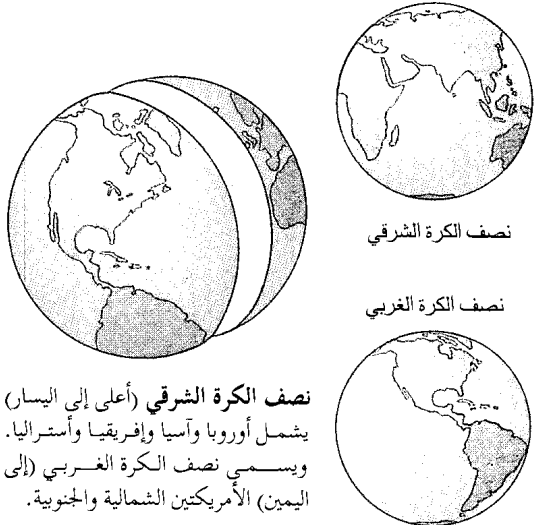 نصف الكرة الشرقي
نصف الكرة الغربي
نصف الكرة الشرقي (أعلى إلى اليسار)
يشمل أوروبا وآسيا وإفريقيا وأستراليا.
ويسمى نصف الكرة الغربي (إلى
اليمين) الأمريكتين الشمالية والجنوبية.